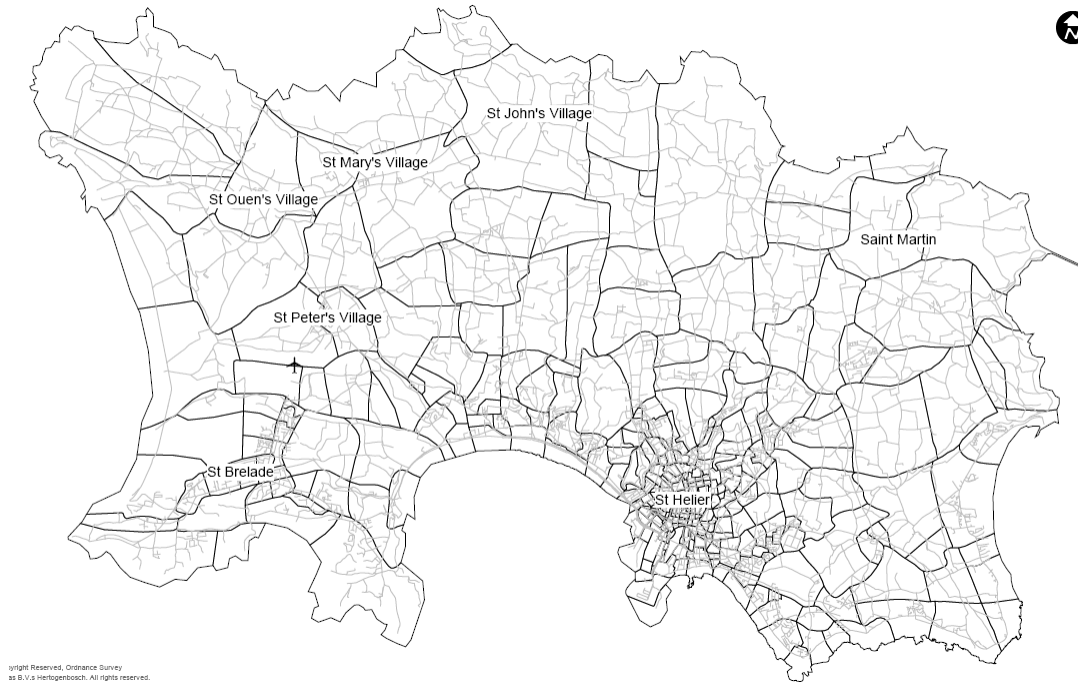 N
St John's Village
St Mary's Village
St Ouen's Village
Saint Martin
St Peter's Village
St Brelade
St Helier
yright Reserved, Ordnance Survey
as B.V.s Hertogenbosch. All rights reserved.